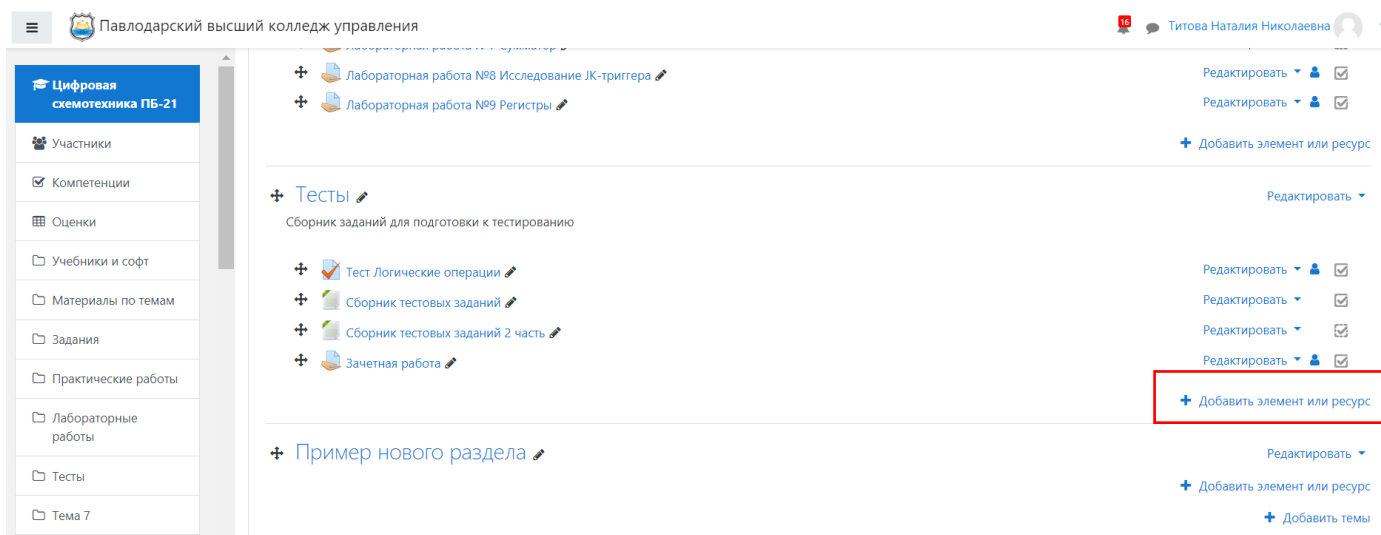 Павлодарский высший колледж управления
16
Титова Наталия Николаевна
Цифровая
схемотехника ПБ-21
Участники
Компетенции
Оценки
Учебники и софт
Материалы по темам
Задания
Практические работы
Лабораторные
работы
Тесты
Тема 7
Лабораторная работа №8 Исследование JK-триггера
Редактировать
Лабораторная работа №9 Регистры
Редактировать
Добавить элемент или ресурс
Тесты
Редактировать
Сборник заданий для подготовки к тестированию
Тест Логические операции
Редактировать
Сборник тестовых заданий
Редактировать
Сборник тестовых заданий 2 часть
Редактировать
Зачетная работа
Редактировать
Добавить элемент или ресурс
Пример нового раздела
Редактировать
Добавить элемент или ресурс
Добавить темы